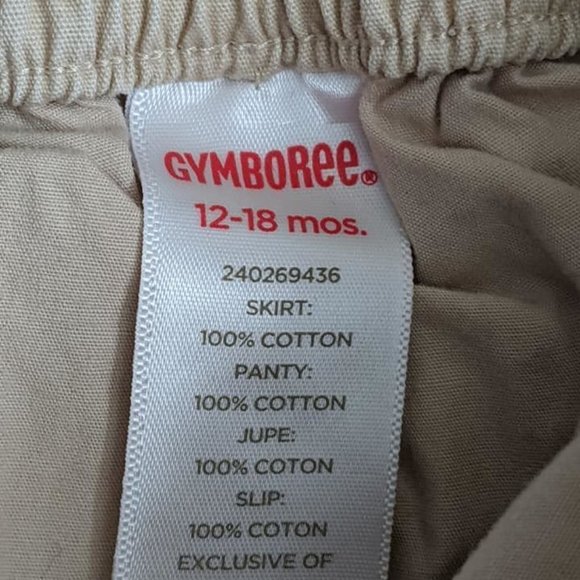 GYMBOREE®
12-18 mos.
240269436
SKIRT:
100% COTTON
PANTY:
100% COTTON
JUPE:
100% COTON
SLIP:
100% COTON
EXCLUSIVE OF